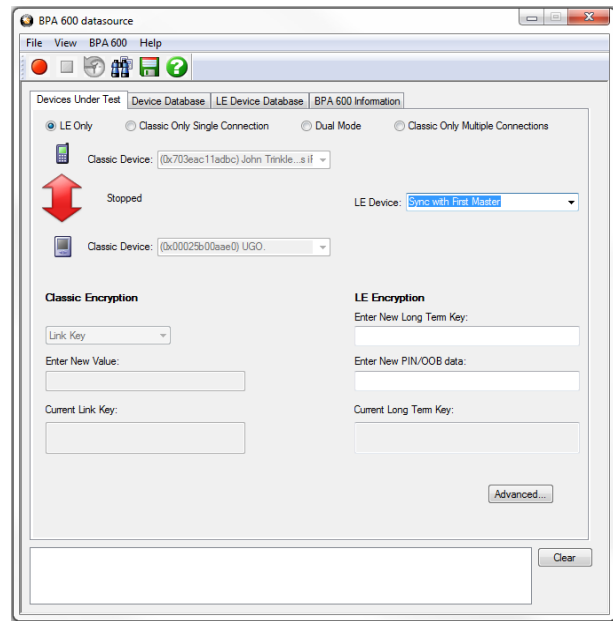 BPA 600 datasource
File View BPA 600 Help
Devices Under Test Device Database LE Device Database BPA 600 Information
LE Only Classic Only Single Connection Dual Mode Classic Only Multiple Connections
Classic Device: (0x703eac11adbc) John Trinkle...s iF
Stopped
LE Device: Sync with First Master
Classic Device: (0x00025b00aae0) UGO.
Classic Encryption LE Encryption
Enter New Long Term Key:
Link Key
Enter New Value: Enter New PIN/OOB data:
Current Link Key: Current Long Term Key:
Advanced...
Clear